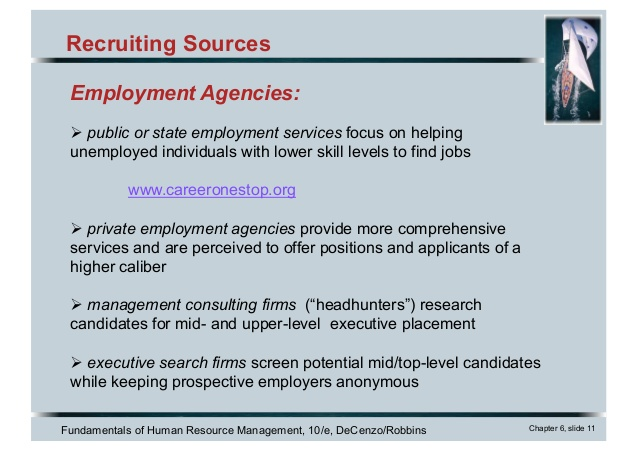 Recruiting Sources
Employment Agencies:
➢ public or state employment services focus on helping
unemployed individuals with lower skill levels to find jobs
www.careeronestop.org
➢ private employment agencies provide more comprehensive
services and are perceived to offer positions and applicants of a
higher caliber
➢ management consulting firms (“headhunters”) research
candidates for mid- and upper-level executive placement
➢ executive search firms screen potential mid/top-level candidates
while keeping prospective employers anonymous
Fundamentals of Human Resource Management, 10/e, DeCenzo/Robbins
Chapter 6, slide 11